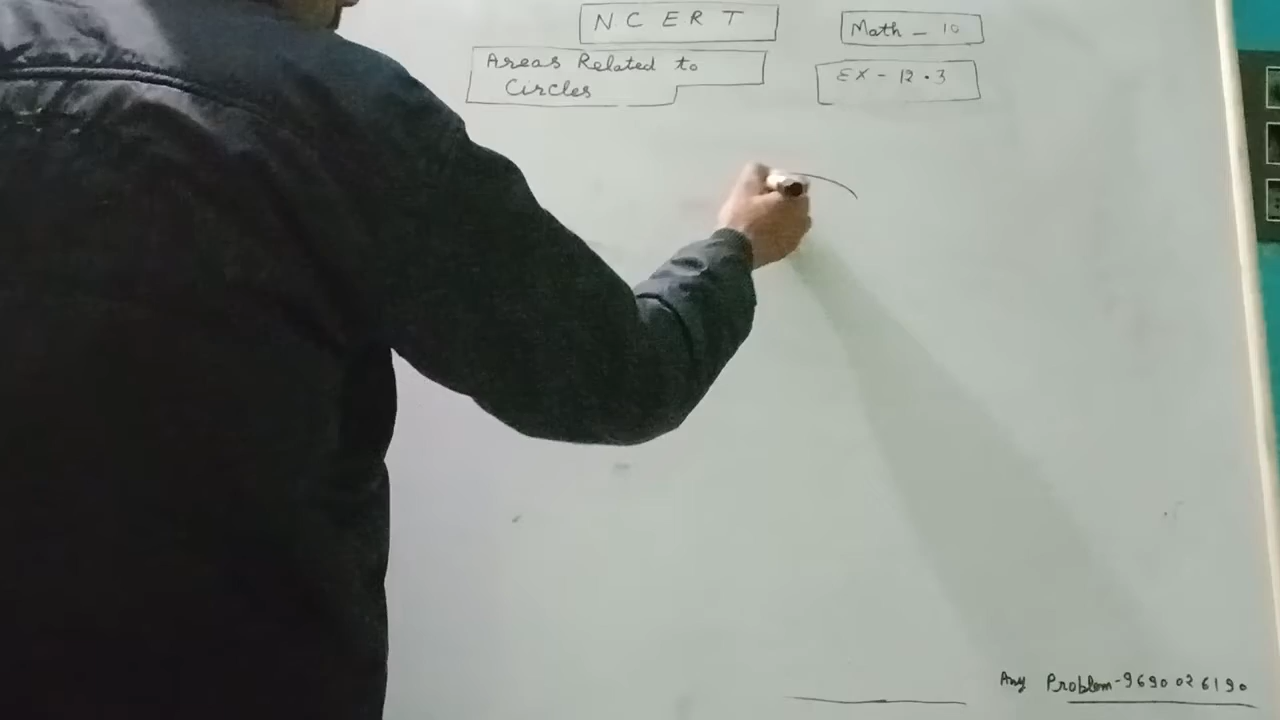 N C E R T
Math - 10
Areas Related to
Circles
EX - 12.3
Any Problem-9690026190